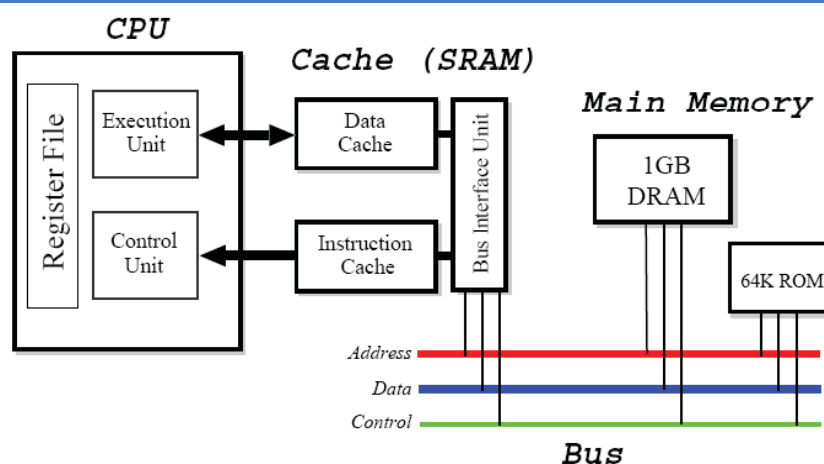 CPU
Cache (SRAM)
Main Memory
Register File
Execution
Unit
Control
Unit
Data
Cache
Instruction
Cache
Bus Interface Unit
1GB
DRAM
64K ROM
Address
Data
Control
Bus